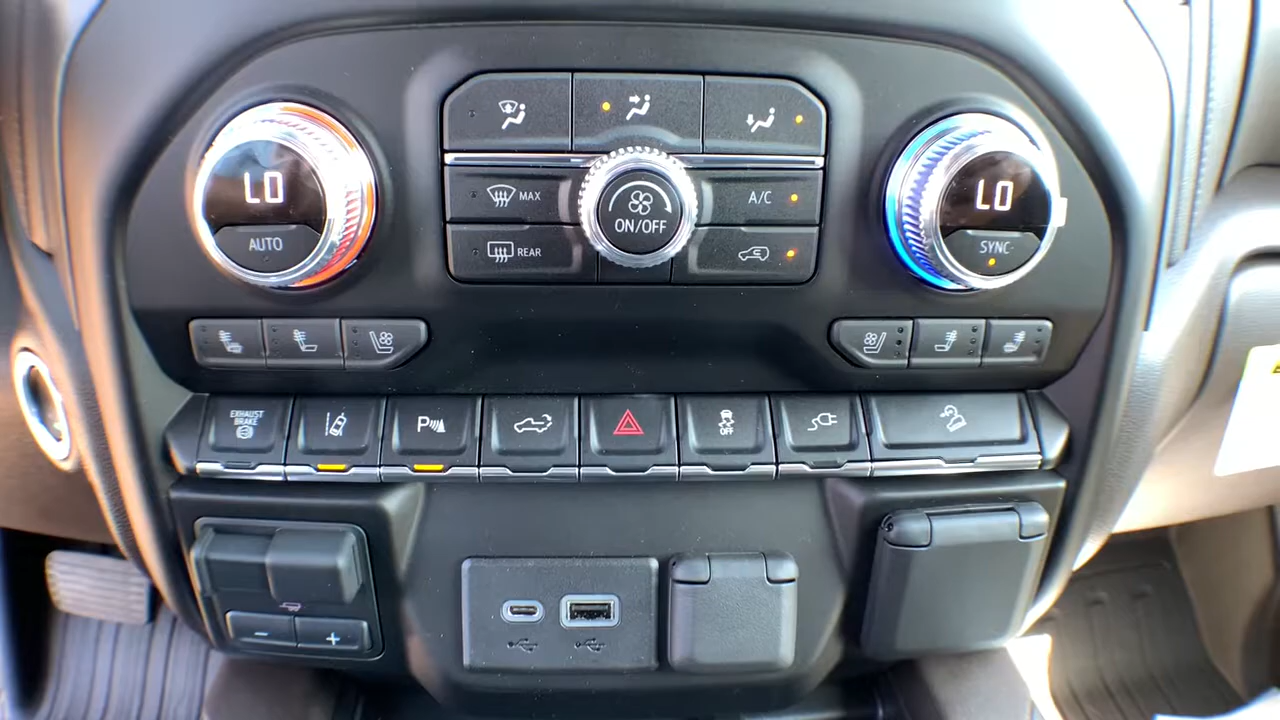 LO
AUTO
MAX
REAR
ON/OFF
A/C
LO
SYNC
EXHAUST
BRAKE
P
OFF
- +